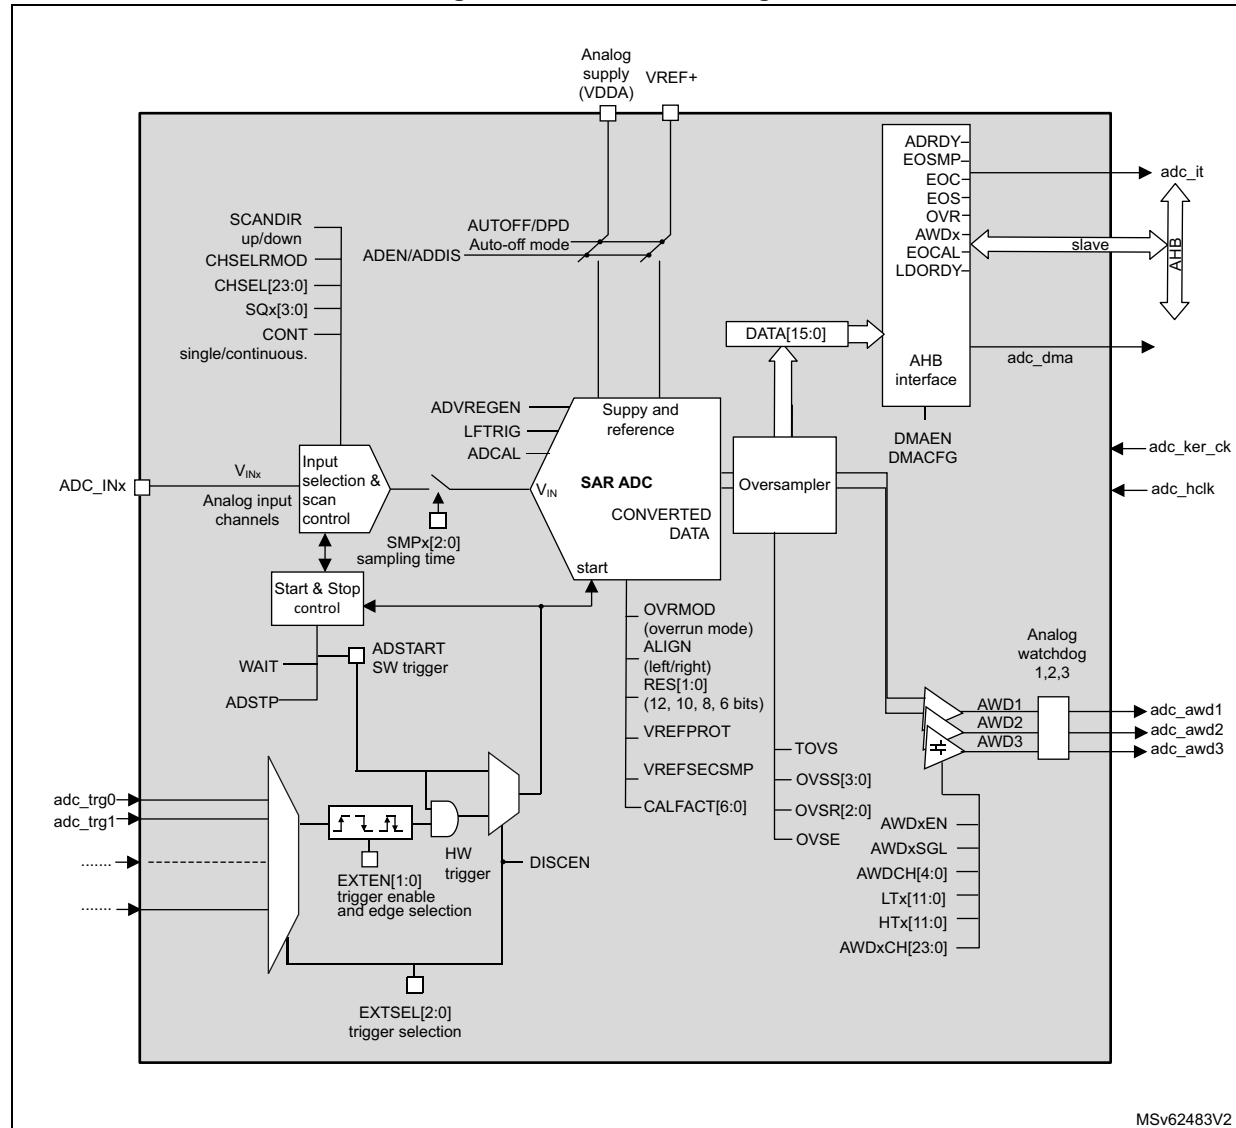 Analog
supply
(VDDA)
VREF+
ADRDY
EOSMP
EOC
EOS
OVR
AWDx
EOCAL
LDORDY
adc_it
slave
AHB
SCANDIR
up/down
CHSELRMOD
CHSEL[23:0]
SQx[3:0]
CONT
single/continuous.
AUTOFF/DPD
Auto-off mode
ADEN/ADDIS
DATA[15:0]
AHB
interface
adc_dma
DMAEN
DMACFG
adc_ker_ck
adc_hclk
ADVREGEN
LFTRIG
ADCAL
Suppy and
reference
ADC_INx
VINx
Analog input
channels
Input
selection &
scan
control
SMPx[2:0]
sampling time
VIN
SAR ADC
CONVERTED
DATA
start
Oversampler
Start & Stop
control
WAIT
ADSTP
ADSTART
SW trigger
OVRMOD
(overrun mode)
ALIGN
(left/right)
RES[1:0]
(12, 10, 8, 6 bits)
VREFPROT
VREFSECSMP
CALFACT[6:0]
TOVS
OVSS[3:0]
OVSR[2:0]
OVSE
Analog
watchdog
1,2,3
AWD1
AWD2
AWD3
adc_awd1
adc_awd2
adc_awd3
AWDxEN
AWDxSGL
AWDCH[4:0]
LTx[11:0]
HTx[11:0]
AWDxCH[23:0]
adc_trg0
adc_trg1
.......
.......
EXTEN[1:0]
trigger enable
and edge selection
HW
trigger
DISCEN
EXTSEL[2:0]
trigger selection
MSv62483V2